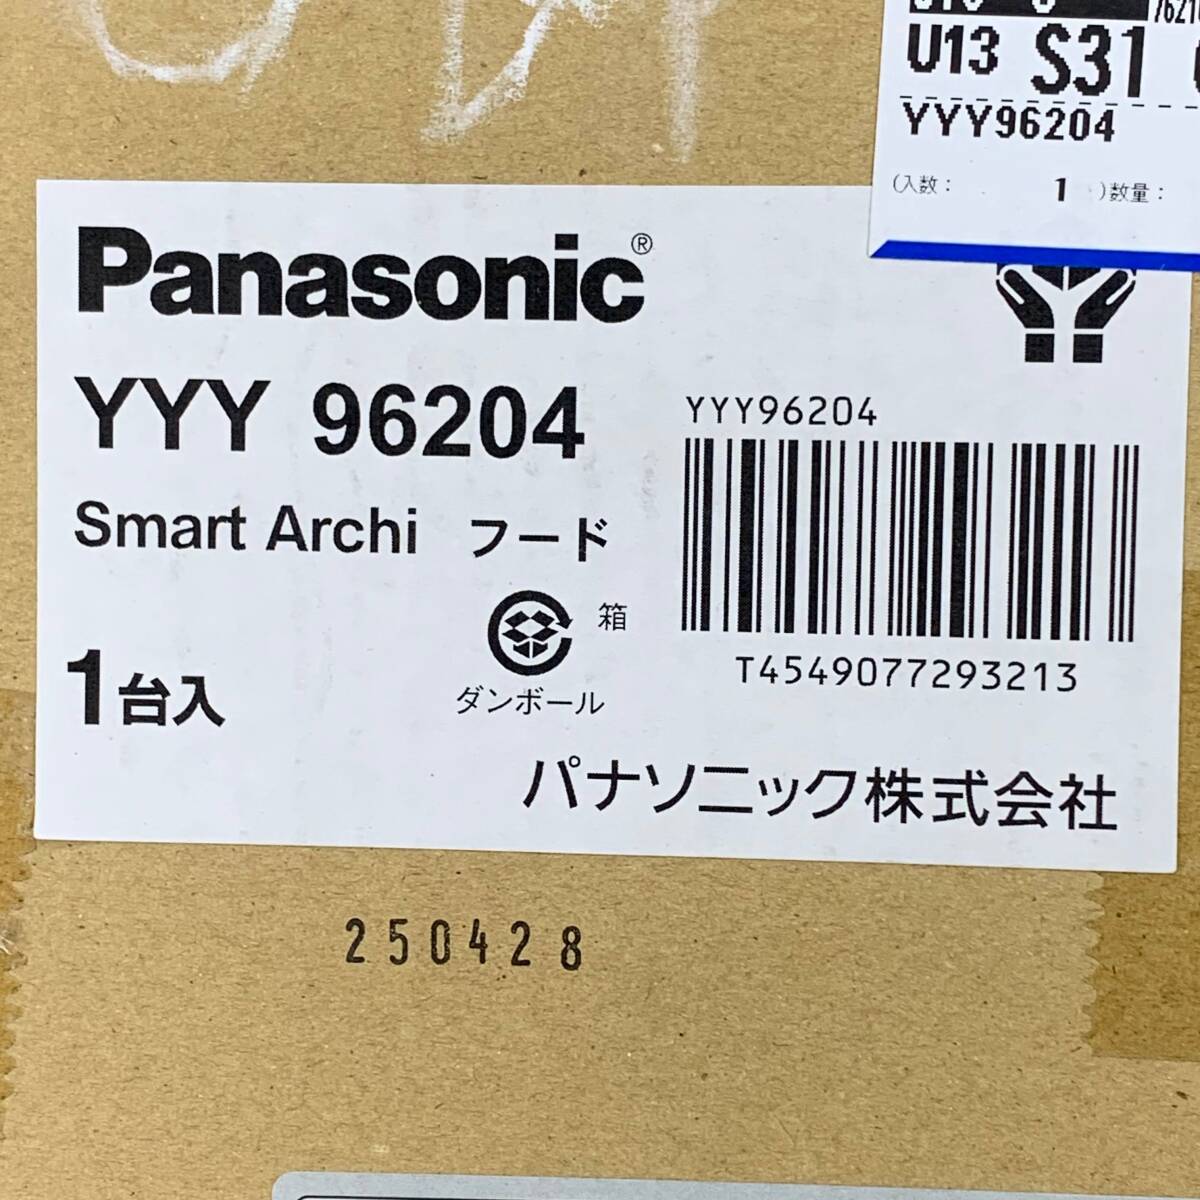 U13 S31
YYY96204
(入数: 1 )数量:
Panasonic®
YYY 96204
YYY96204
Smart Archi フード
箱
ダンボール
T4549077293213
1台入
パナソニック株式会社
250428